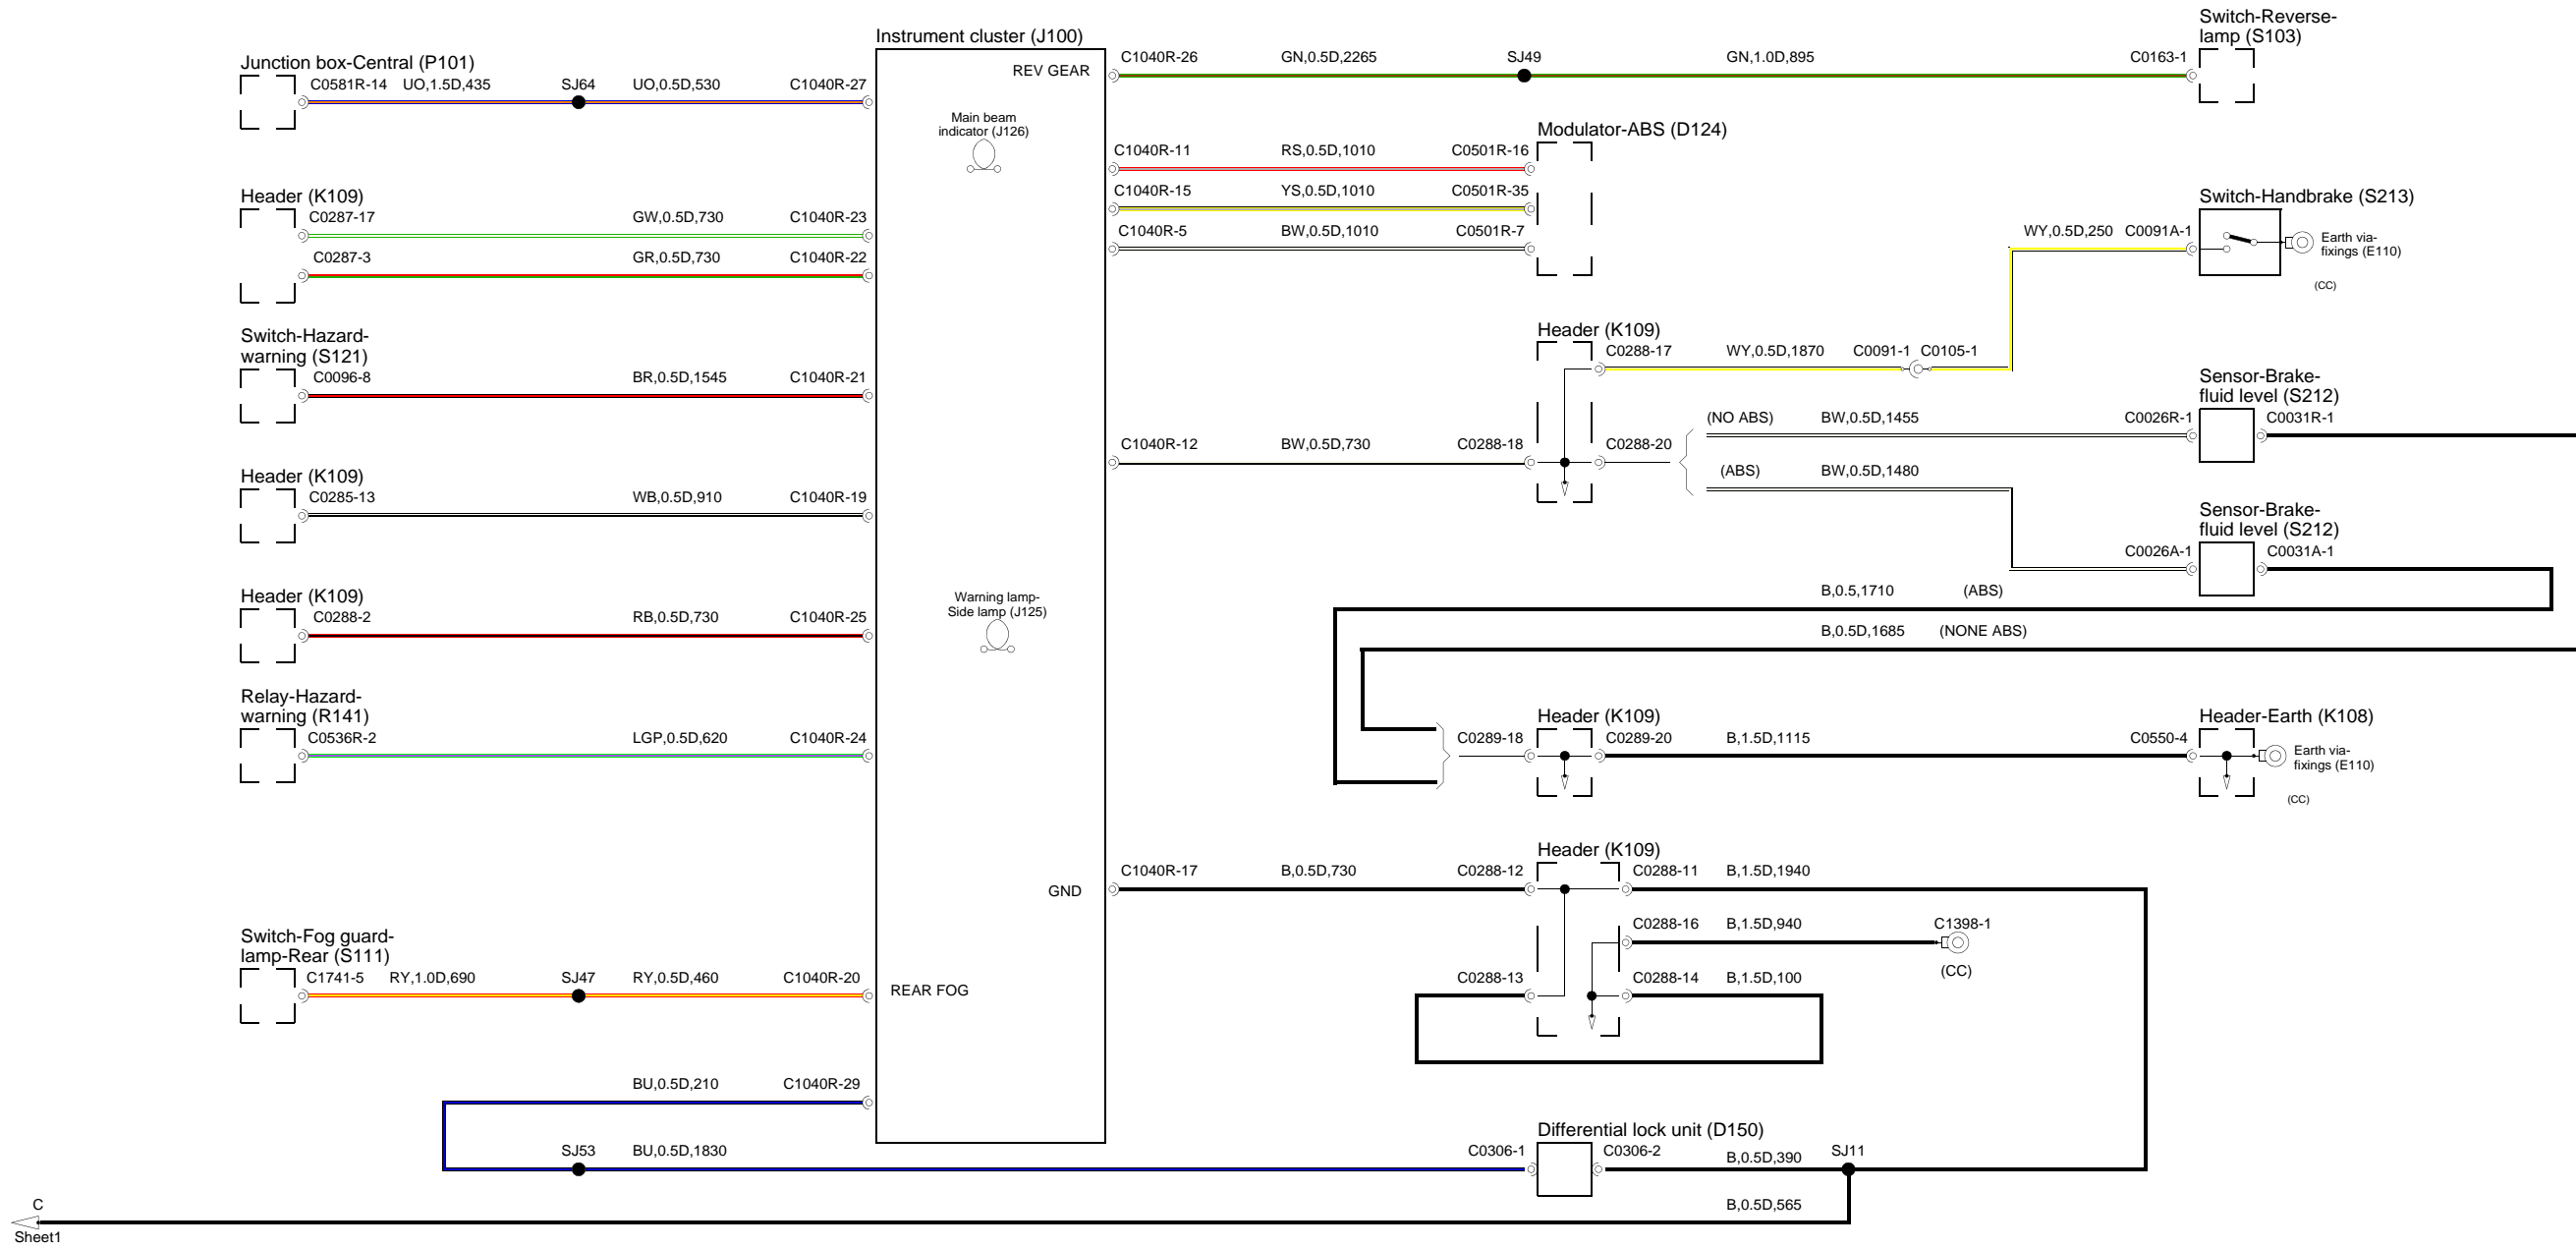 Junction box-Central (P101)
C0581R-14 UO,1.5D,435 SJ64 UO,0.5D,530 C1040R-27
Header (K109)
C0287-17 GW,0.5D,730 C1040R-23
C0287-3 GR,0.5D,730 C1040R-22
Switch-Hazard-
warning (S121)
C0096-8 BR,0.5D,1545 C1040R-21
Header (K109)
C0285-13 WB,0.5D,910 C1040R-19
Header (K109)
C0288-2 RB,0.5D,730 C1040R-25
Relay-Hazard-
warning (R141)
C0536R-2 LGP,0.5D,620 C1040R-24
Switch-Fog guard-
lamp-Rear (S111)
C1741-5 RY,1.0D,690 SJ47 RY,0.5D,460 C1040R-20
BU,0.5D,210 C1040R-29
SJ53 BU,0.5D,1830
C
Sheet1
Instrument cluster (J100)
REV GEAR
Main beam
indicator (J126)
Warning lamp-
Side lamp (J125)
GND
REAR FOG
C1040R-26 GN,0.5D,2265 SJ49 GN,1.0D,895 C0163-1
Switch-Reverse-
lamp (S103)
Modulator-ABS (D124)
C1040R-11 RS,0.5D,1010 C0501R-16
C1040R-15 YS,0.5D,1010 C0501R-35
C1040R-5 BW,0.5D,1010 C0501R-7
Switch-Handbrake (S213)
WY,0.5D,250 C0091A-1
Earth via-
fixings (E110)
(CC)
Header (K109)
C0288-17 WY,0.5D,1870 C0091-1 C0105-1
Sensor-Brake-
fluid level (S212)
(NO ABS) BW,0.5D,1455 C0026R-1 C0031R-1
C1040R-12 BW,0.5D,730 C0288-18 C0288-20
(ABS) BW,0.5D,1480
Sensor-Brake-
fluid level (S212)
C0026A-1 C0031A-1
B,0.5,1710 (ABS)
B,0.5D,1685 (NONE ABS)
Header (K109)
C0289-18 C0289-20 B,1.5D,1115 C0550-4
Header-Earth (K108)
Earth via-
fixings (E110)
(CC)
Header (K109)
C1040R-17 B,0.5D,730 C0288-12 C0288-11 B,1.5D,1940
C0288-16 B,1.5D,940 C1398-1
(CC)
C0288-13 C0288-14 B,1.5D,100
Differential lock unit (D150)
C0306-1 C0306-2 B,0.5D,390 SJ11
B,0.5D,565